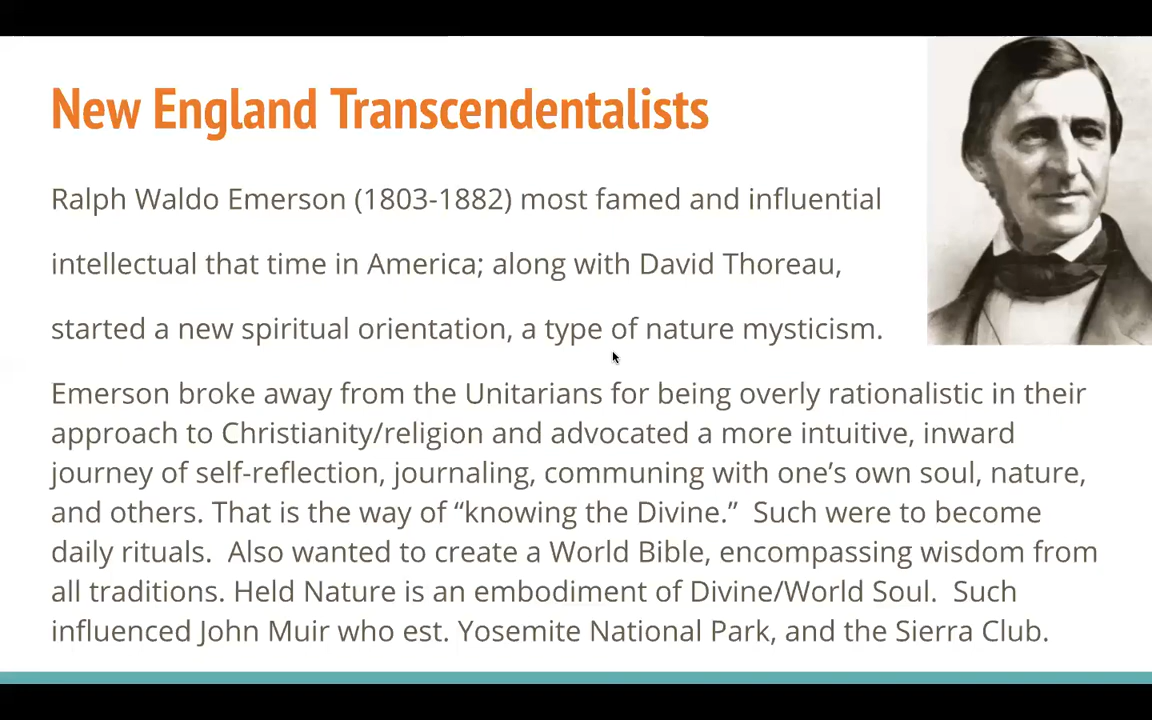 New England Transcendentalists
Ralph Waldo Emerson (1803-1882) most famed and influential
intellectual that time in America; along with David Thoreau,
started a new spiritual orientation, a type of nature mysticism.
Emerson broke away from the Unitarians for being overly rationalistic in their
approach to Christianity/religion and advocated a more intuitive, inward
journey of self-reflection, journaling, communing with one’s own soul, nature,
and others. That is the way of “knowing the Divine.”  Such were to become
daily rituals.  Also wanted to create a World Bible, encompassing wisdom from
all traditions. Held Nature is an embodiment of Divine/World Soul.  Such
influenced John Muir who est. Yosemite National Park, and the Sierra Club.